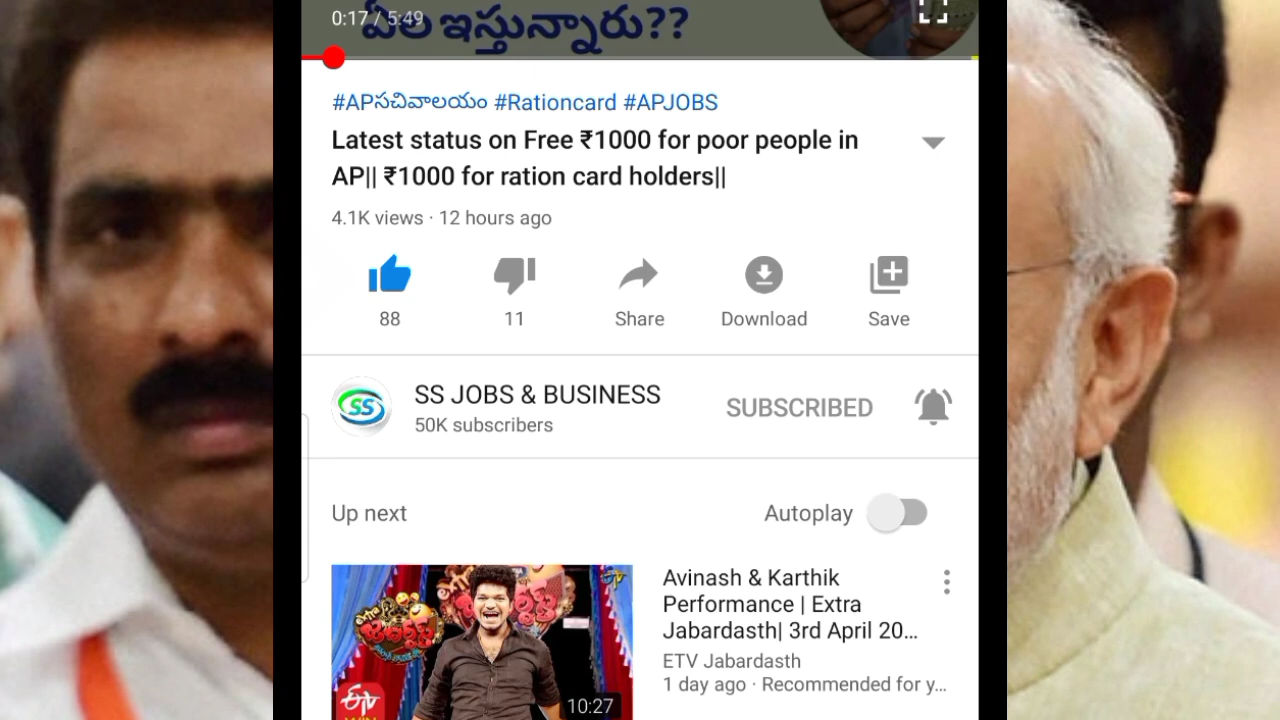 0:17 / 5:49
ఏలా ఇస్తున్నారు??
#APసచివాలయం #Rationcard #APJOBS
Latest status on Free ₹1000 for poor people in
AP|| ₹1000 for ration card holders||
4.1K views · 12 hours ago
88
11
Share
Download
Save
SS
SS JOBS & BUSINESS
50K subscribers
SUBSCRIBED
Up next
Autoplay
Avinash & Karthik
Performance | Extra
Jabardasth| 3rd April 20...
ETV Jabardasth
1 day ago · Recommended for y...
10:27